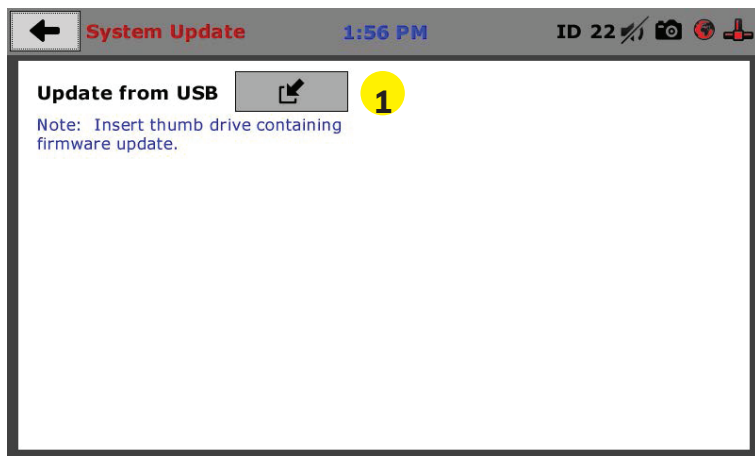 System Update 1:56 PM ID 22
Update from USB 1
Note: Insert thumb drive containing
firmware update.